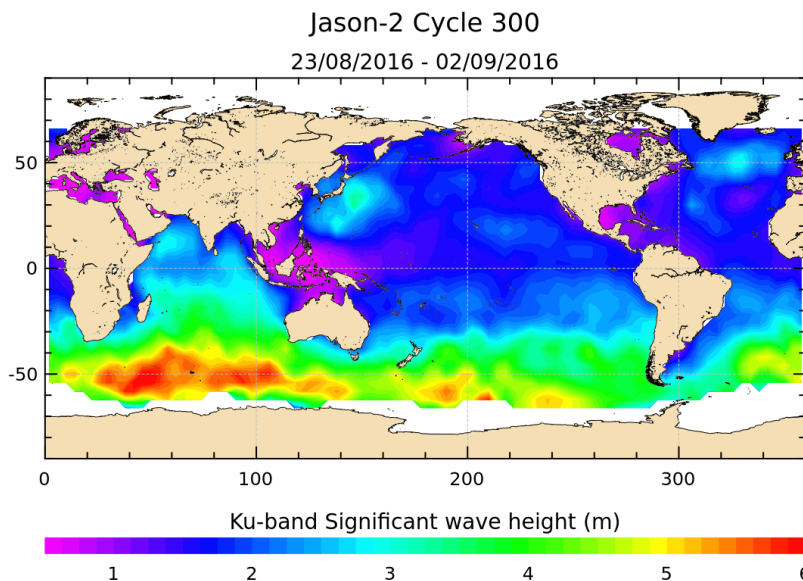 Jason-2 Cycle 300
23/08/2016 - 02/09/2016
50
0
-50
0 100 200 300
Ku-band Significant wave height (m)
1 2 3 4 5 6